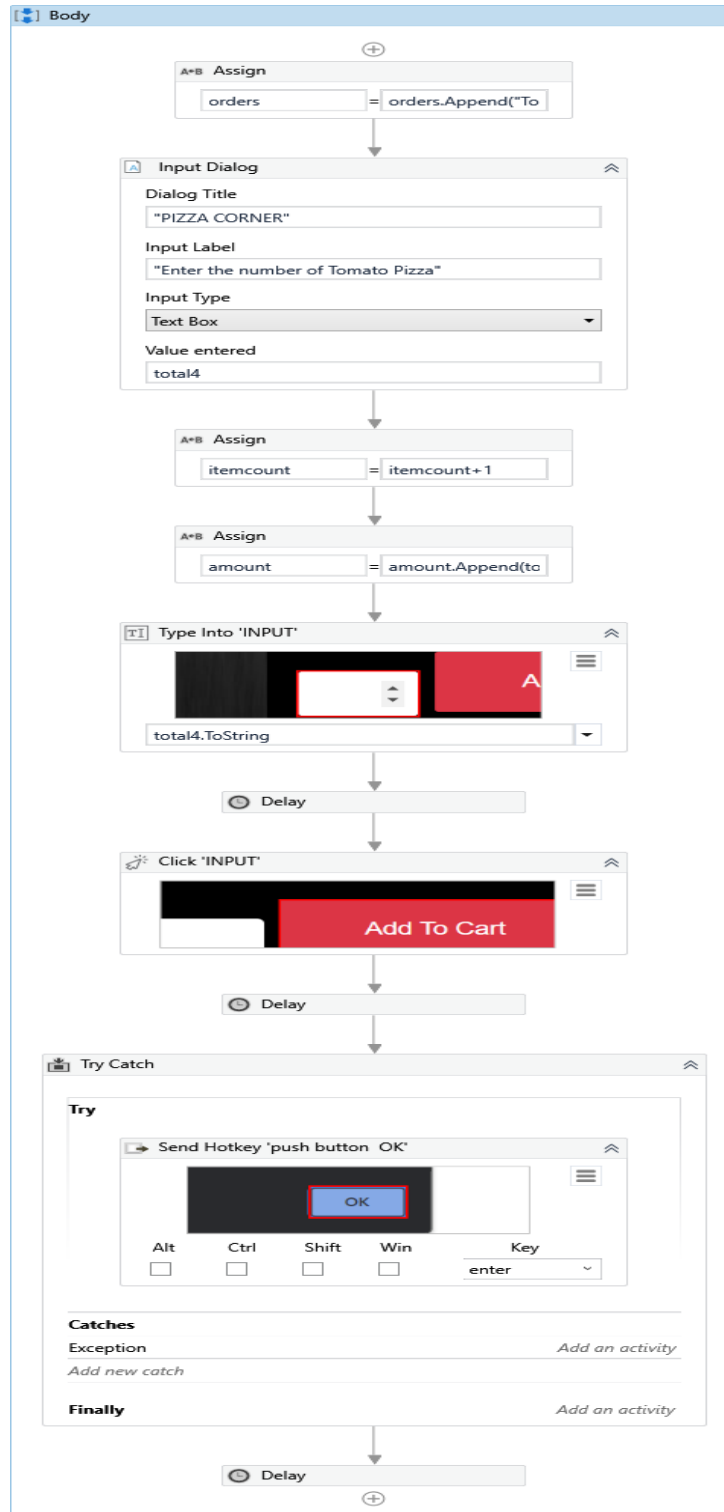 Body
A↔B Assign
orders = orders.Append("To
Input Dialog
Dialog Title
"PIZZA CORNER"
Input Label
"Enter the number of Tomato Pizza"
Input Type
Text Box
Value entered
total4
A↔B Assign
itemcount = itemcount+1
A↔B Assign
amount = amount.Append(to
TI Type Into 'INPUT'
A
total4.ToString
Delay
Click 'INPUT'
Add To Cart
Delay
Try Catch
Try
Send Hotkey 'push button  OK'
OK
Alt Ctrl Shift Win Key
enter
Catches
Exception Add an activity
Add new catch
Finally Add an activity
Delay